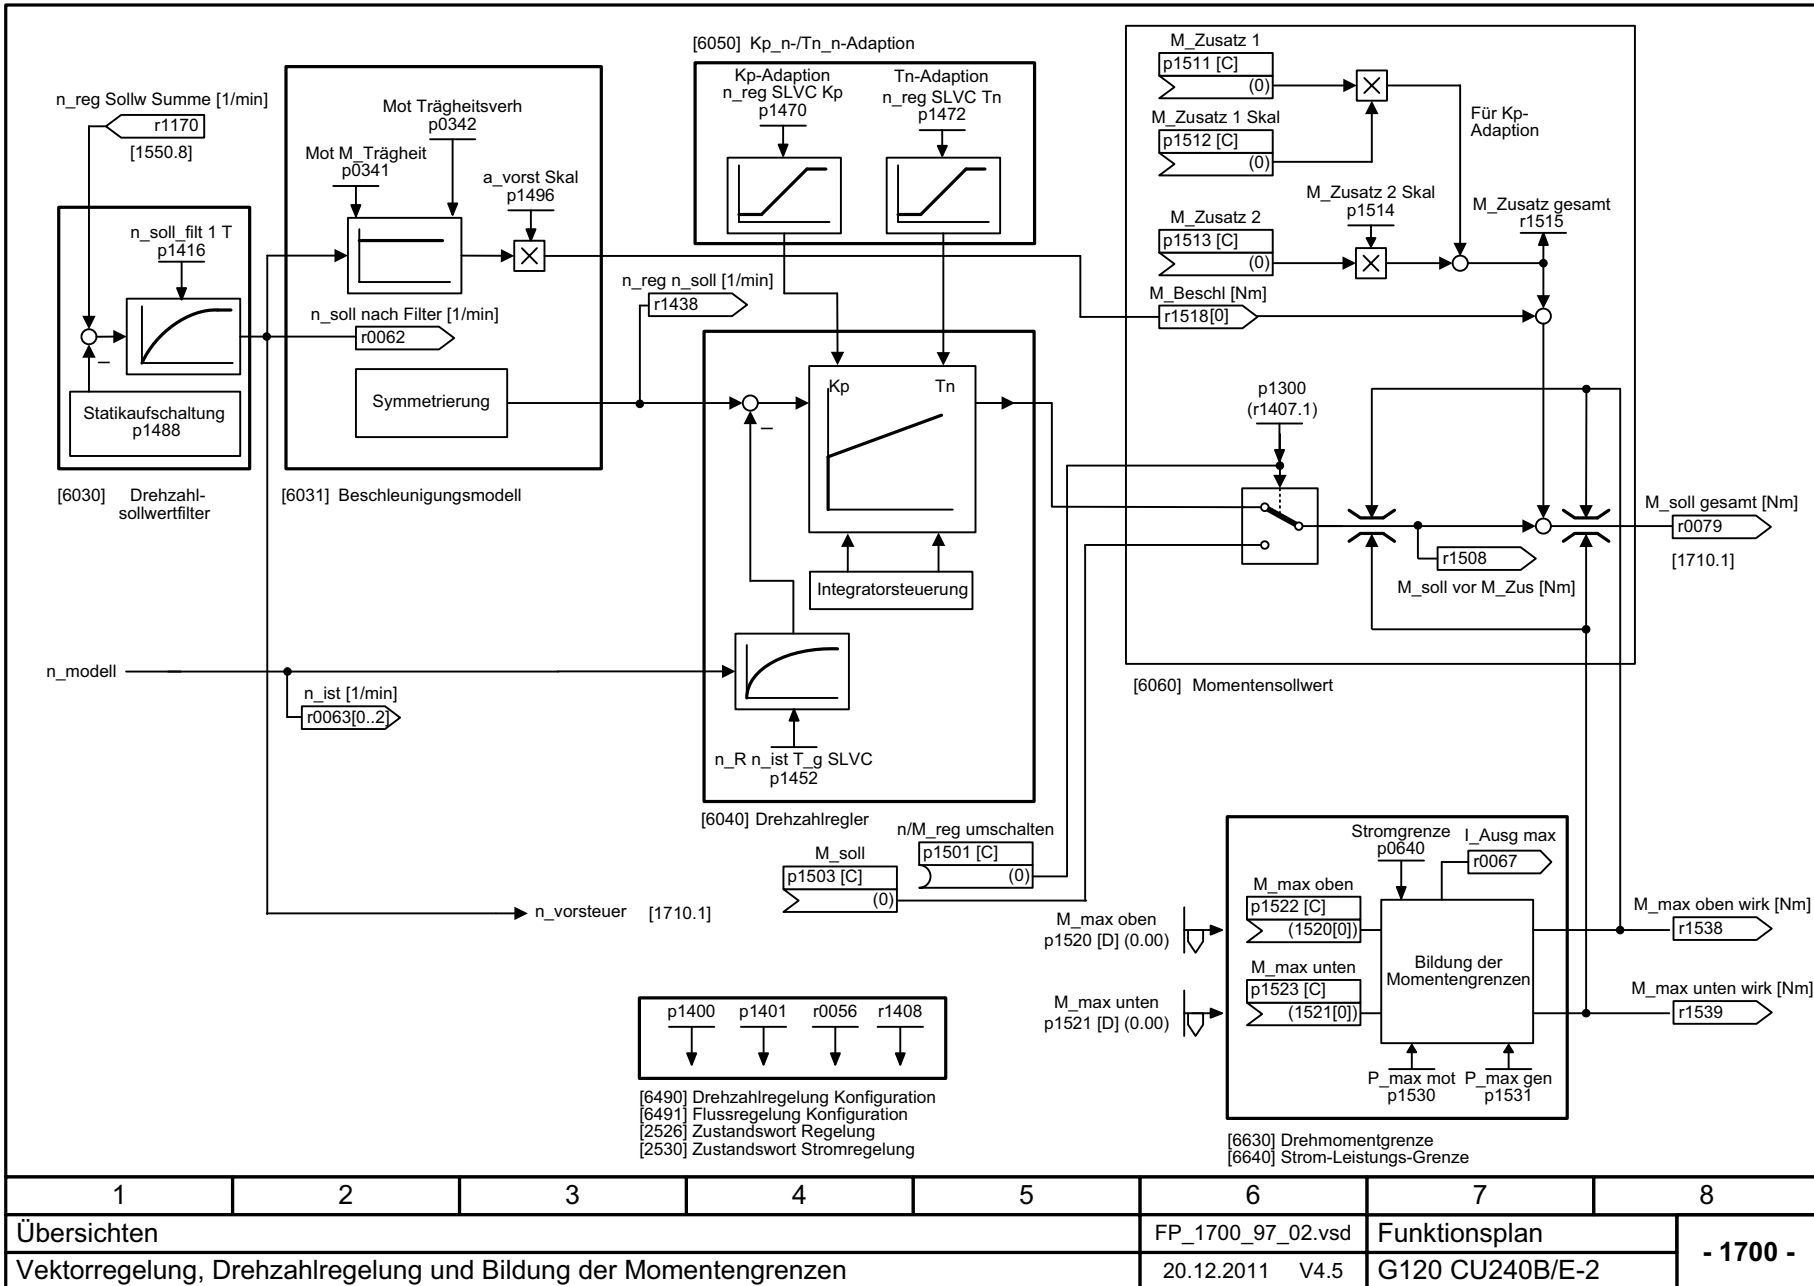 n_reg Sollw Summe [1/min]
r1170
[1550.8]
n_soll_filt 1 T
p1416
Statikaufschaltung
p1488
[6030] Drehzahl-
sollwertfilter
Mot Trägheitsverh
p0342
Mot M_Trägheit
p0341
a_vorst Skal
p1496
n_soll nach Filter [1/min]
r0062
Symmetrierung
[6031] Beschleunigungsmodell
[6050] Kp_n-/Tn_n-Adaption
Kp-Adaption
n_reg SLVC Kp
p1470
Tn-Adaption
n_reg SLVC Tn
p1472
n_reg n_soll [1/min]
r1438
Kp
Tn
Integratorsteuerung
n_modell
n_ist [1/min]
r0063[0..2]
n_R n_ist T_g SLVC
p1452
[6040] Drehzahlregler
n/M_reg umschalten
p1501 [C]
(0)
M_soll
p1503 [C]
(0)
n_vorsteuer [1710.1]
M_Zusatz 1
p1511 [C]
(0)
M_Zusatz 1 Skal
p1512 [C]
(0)
Für Kp-
Adaption
M_Zusatz 2 Skal
p1514
M_Zusatz gesamt
r1515
M_Zusatz 2
p1513 [C]
(0)
M_Beschl [Nm]
r1518[0]
p1300
(r1407.1)
M_soll gesamt [Nm]
r0079
[1710.1]
r1508
M_soll vor M_Zus [Nm]
[6060] Momentensollwert
Stromgrenze
p0640
I_Ausg max
r0067
M_max oben
p1522 [C]
(1520[0])
M_max oben
p1520 [D] (0.00)
M_max unten
p1523 [C]
(1521[0])
M_max unten
p1521 [D] (0.00)
Bildung der
Momentengrenzen
M_max oben wirk [Nm]
r1538
M_max unten wirk [Nm]
r1539
P_max mot
p1530
P_max gen
p1531
[6630] Drehmomentgrenze
[6640] Strom-Leistungs-Grenze
p1400 p1401 r0056 r1408
[6490] Drehzahlregelung Konfiguration
[6491] Flussregelung Konfiguration
[2526] Zustandswort Regelung
[2530] Zustandswort Stromregelung
1 2 3 4 5 6 7 8
Übersichten
FP_1700_97_02.vsd
Funktionsplan
- 1700 -
Vektorregelung, Drehzahlregelung und Bildung der Momentengrenzen
20.12.2011 V4.5
G120 CU240B/E-2